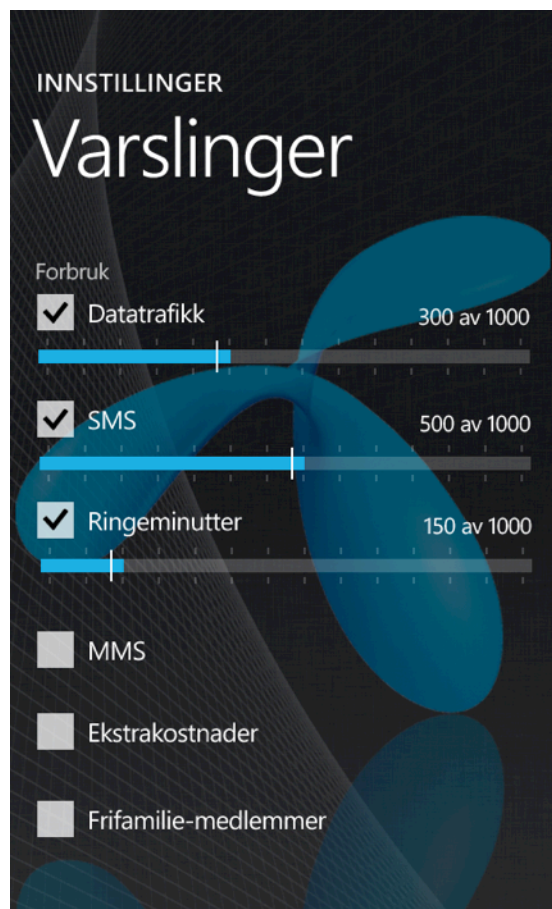 INNSTILLINGER
Varslinger
Forbruk
Datatrafikk 300 av 1000
SMS 500 av 1000
Ringeminutter 150 av 1000
MMS
Ekstrakostnader
Frifamilie-medlemmer